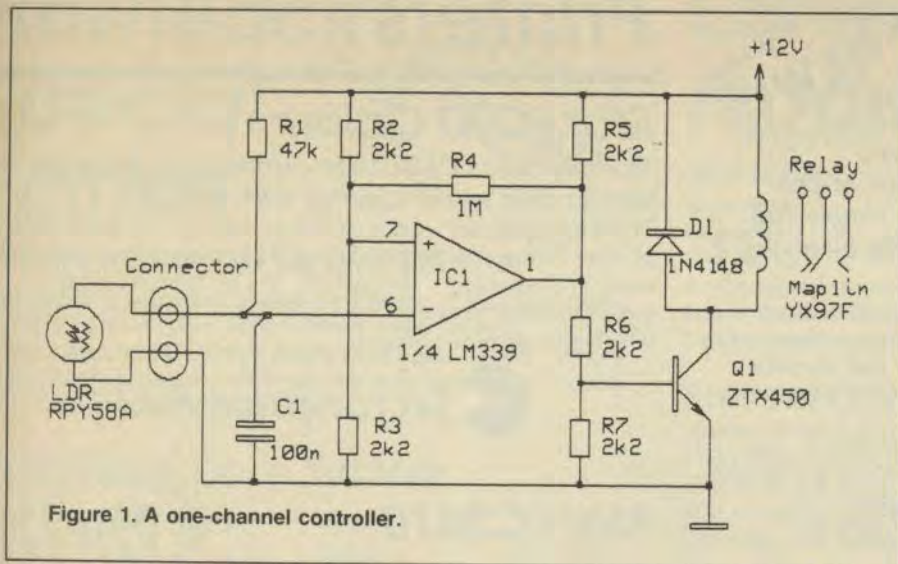 +12V
R1
47k
R2
2k2
R4
1M
R5
2k2
Relay
7
+
IC1
1
6
-
1/4 LM339
D1
1N4148
Maplin
YX97F
Connector
LDR
RPY58A
C1
100n
R3
2k2
R6
2k2
R7
2k2
Q1
ZTX450
Figure 1. A one-channel controller.